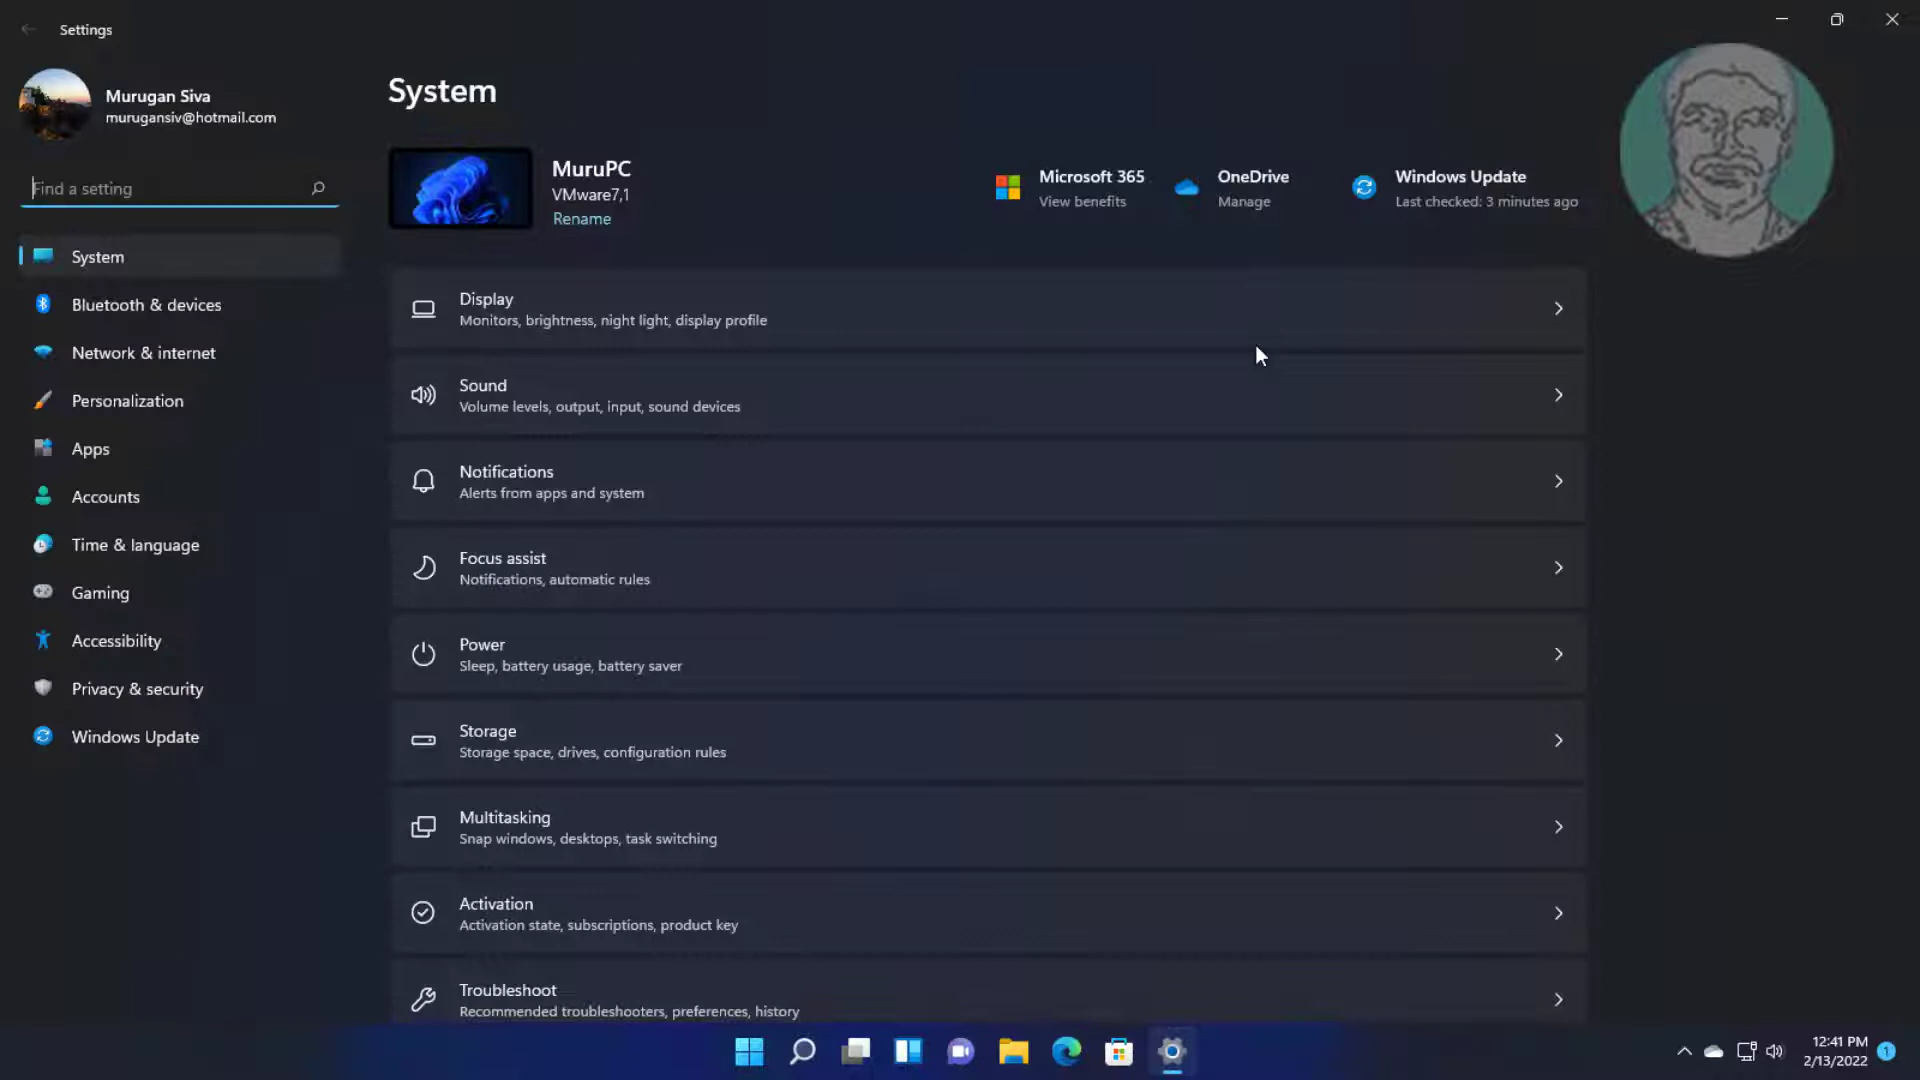 Settings
Murugan Siva
murugansiv@hotmail.com
Find a setting
System
Bluetooth & devices
Network & internet
Personalization
Apps
Accounts
Time & language
Gaming
Accessibility
Privacy & security
Windows Update
System
MuruPC
VMware7,1
Rename
Microsoft 365
View benefits
OneDrive
Manage
Windows Update
Last checked: 3 minutes ago
Display
Monitors, brightness, night light, display profile
Sound
Volume levels, output, input, sound devices
Notifications
Alerts from apps and system
Focus assist
Notifications, automatic rules
Power
Sleep, battery usage, battery saver
Storage
Storage space, drives, configuration rules
Multitasking
Snap windows, desktops, task switching
Activation
Activation state, subscriptions, product key
Troubleshoot
Recommended troubleshooters, preferences, history
12:41 PM
2/13/2022
1